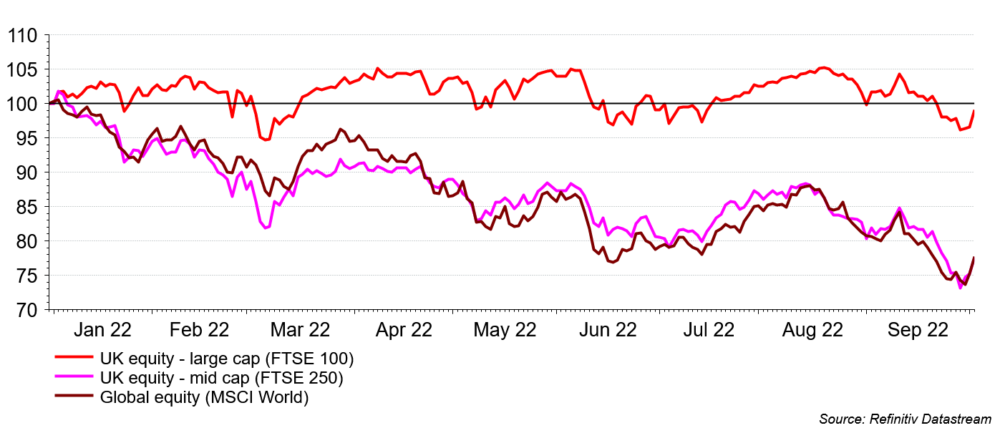 110
105
100
95
90
85
80
75
70
Jan 22 Feb 22 Mar 22 Apr 22 May 22 Jun 22 Jul 22 Aug 22 Sep 22
UK equity - large cap (FTSE 100)
UK equity - mid cap (FTSE 250)
Global equity (MSCI World)
Source: Refinitiv Datastream